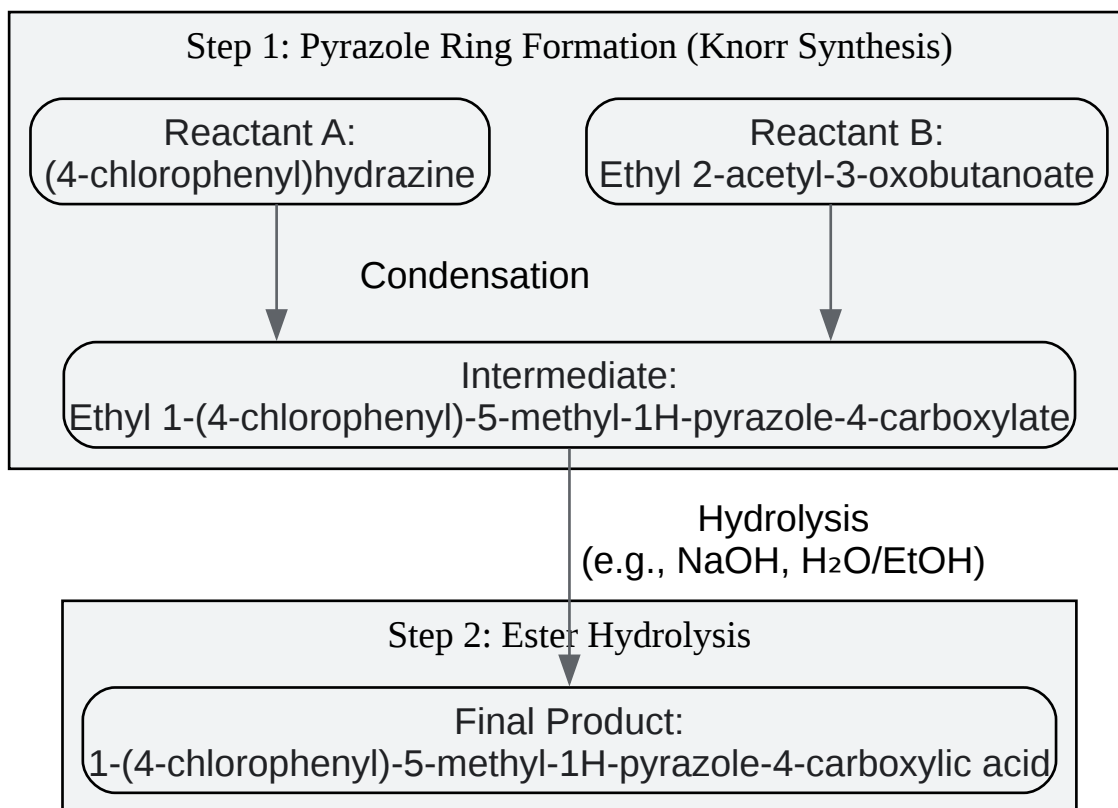 Step 1: Pyrazole Ring Formation (Knorr Synthesis)
Reactant A:
(4-chlorophenyl)hydrazine
Reactant B:
Ethyl 2-acetyl-3-oxobutanoate
Condensation
Intermediate:
Ethyl 1-(4-chlorophenyl)-5-methyl-1H-pyrazole-4-carboxylate
Hydrolysis
(e.g., NaOH, H₂O/EtOH)
Step 2: Ester Hydrolysis
Final Product:
1-(4-chlorophenyl)-5-methyl-1H-pyrazole-4-carboxylic acid